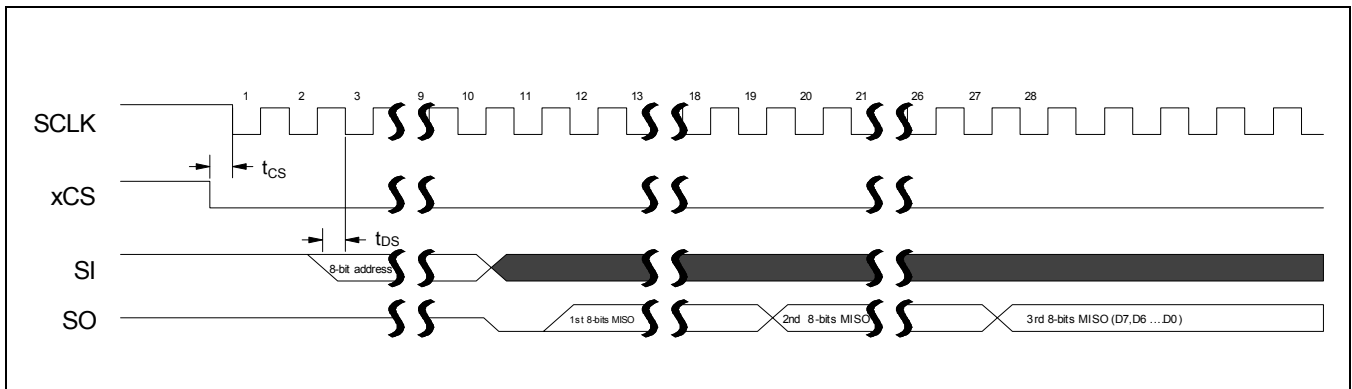 1 2 3 9 10 11 12 13 18 19 20 21 26 27 28
SCLK
tCS
xCS
tDS
SI 8-bit address
SO 1st 8-bits MISO 2nd 8-bits MISO 3rd 8-bits MISO (D7,D6 ....D0)